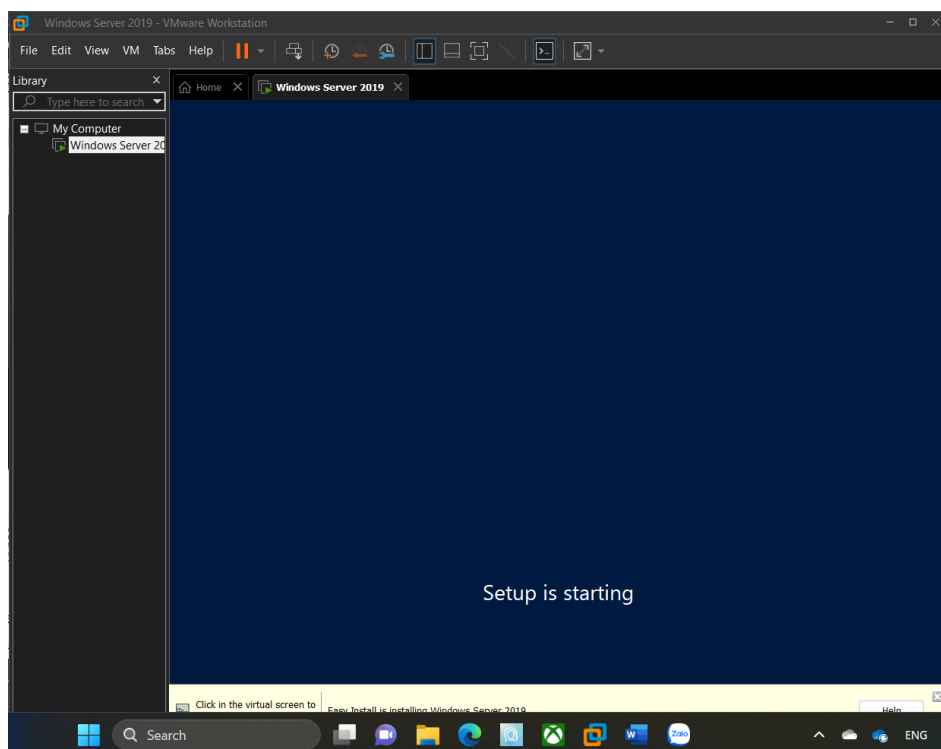 Windows Server 2019 - VMware Workstation
File Edit View VM Tabs Help
Library X
Type here to search
Home
Windows Server 2019
My Computer
Windows Server 20
Setup is starting
Click in the virtual screen to
Easy Install is installing Windows Server 2019
Help
Search
Zalo
ENG